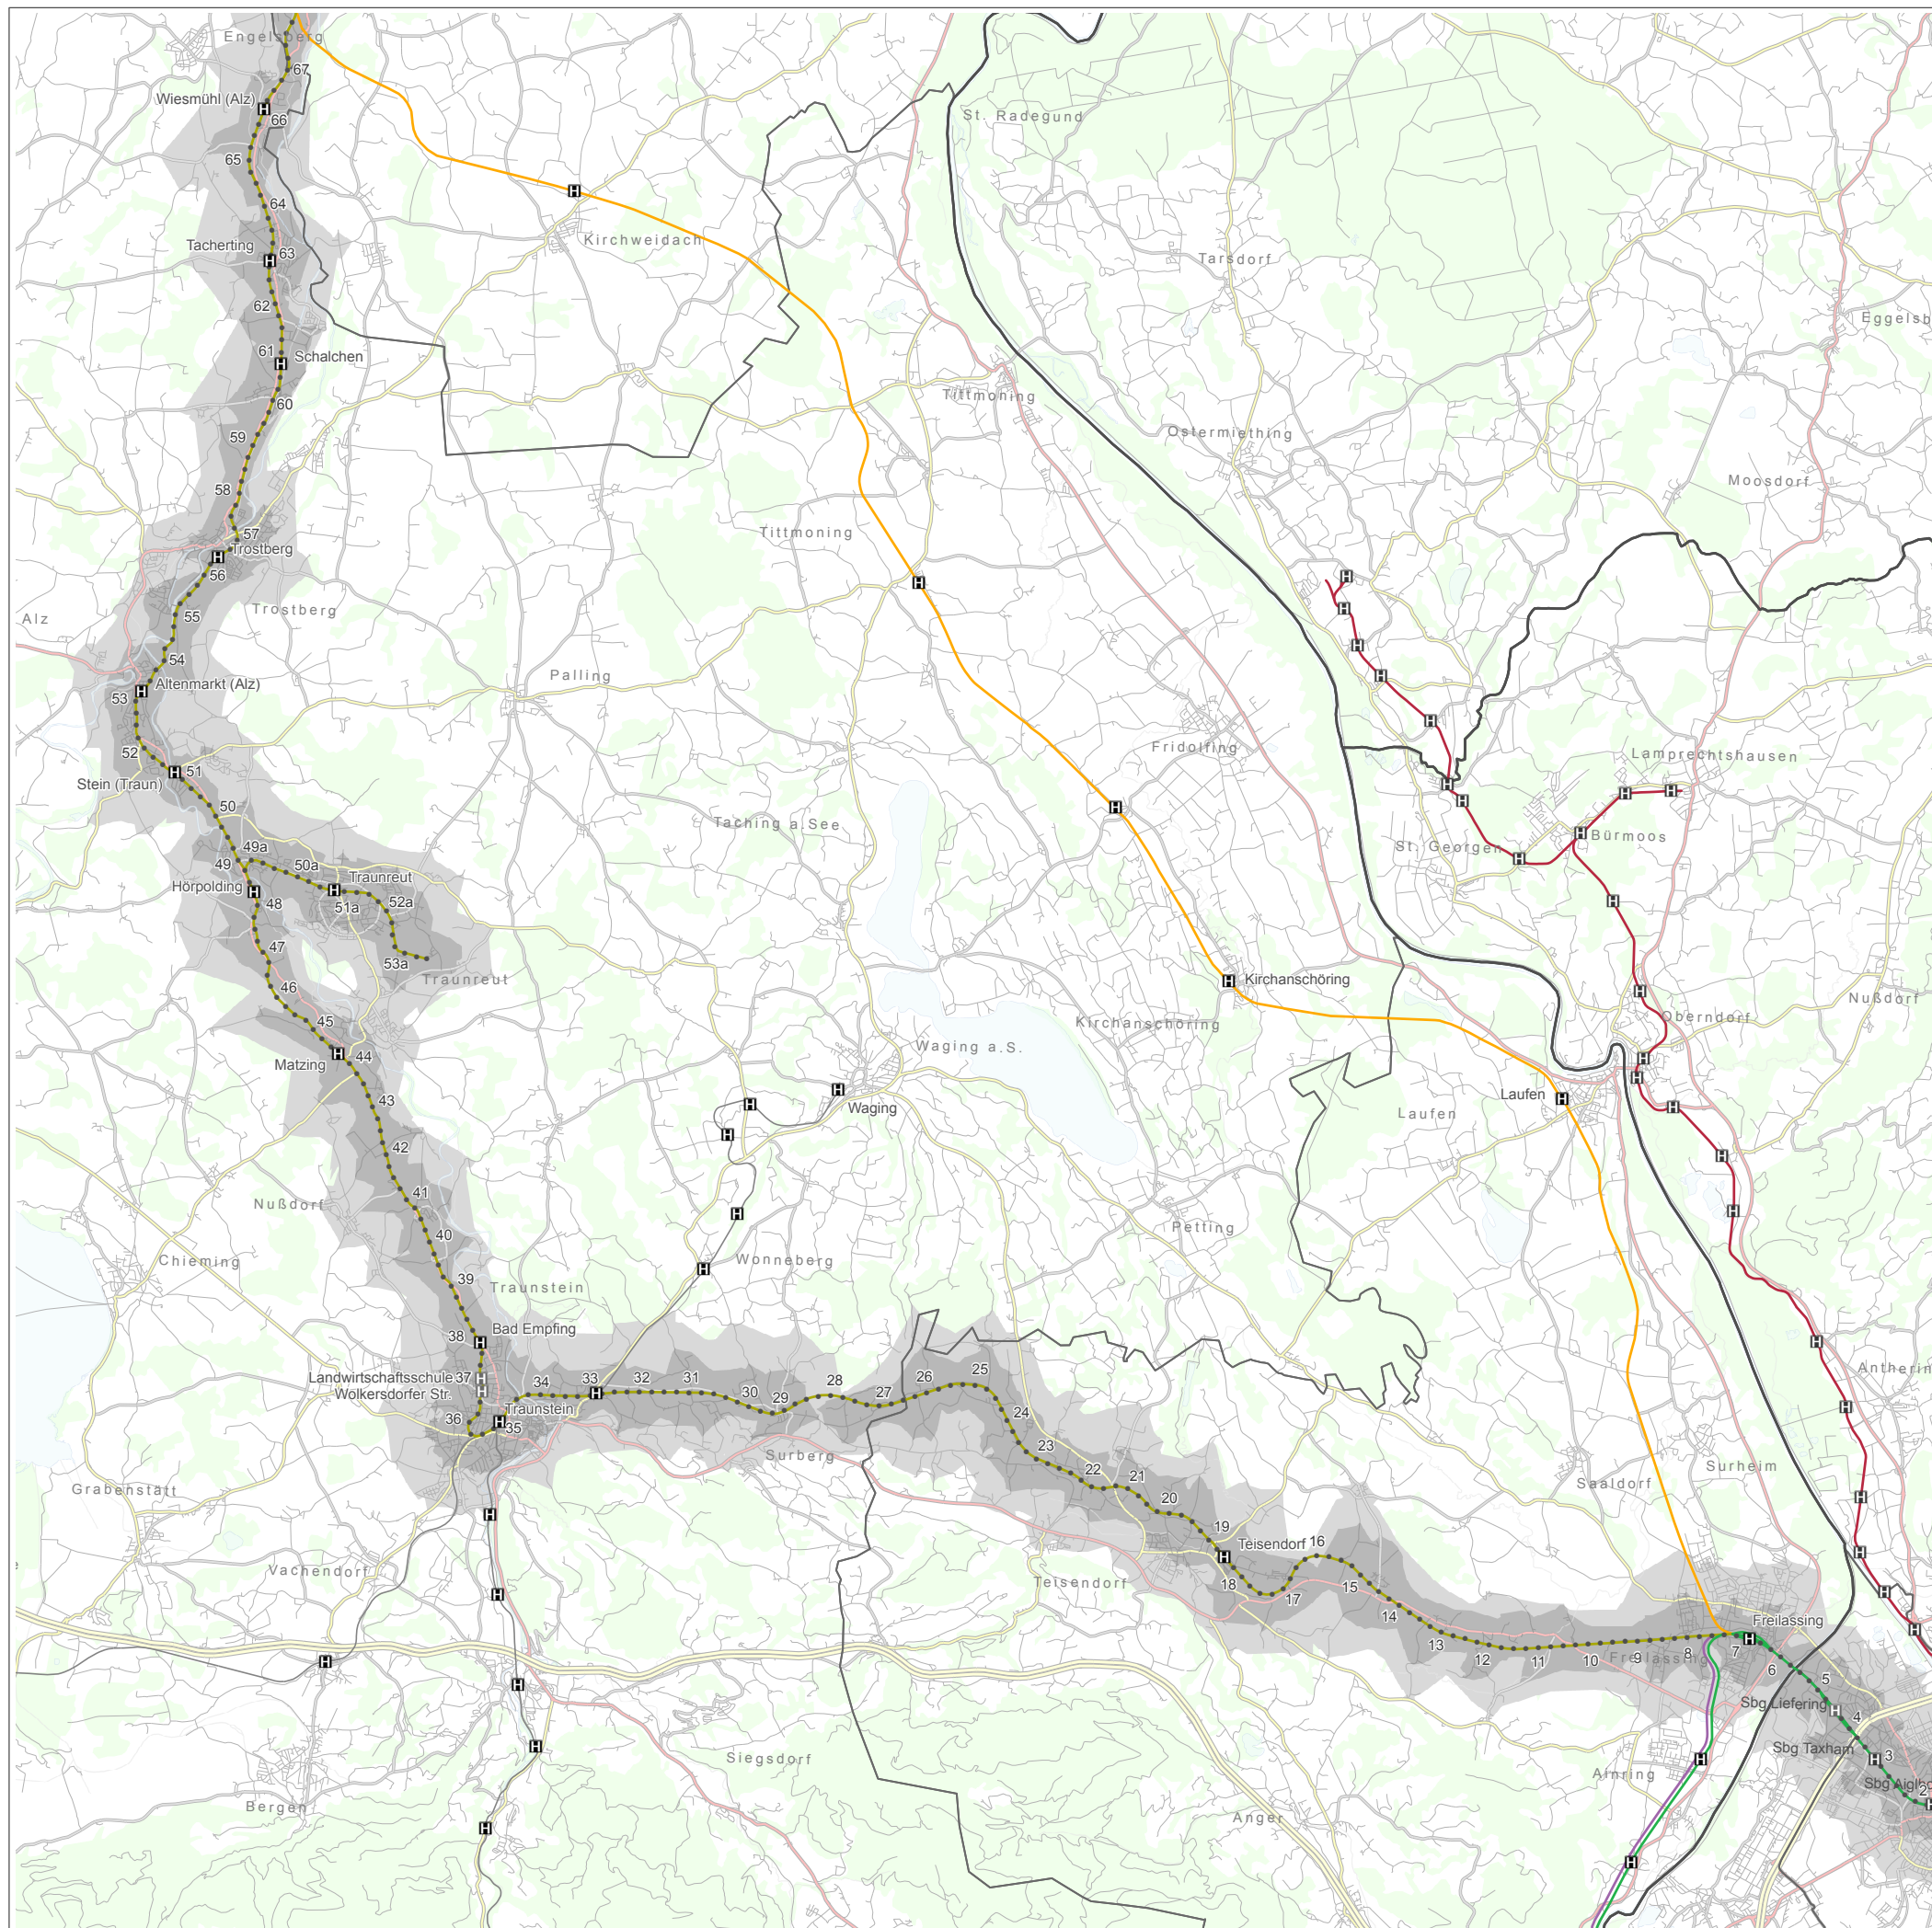 Engelsberg
67
Wiesmühl (Alz)
H
66
St. Radegund
65
H
64
Kirchweidach
Tacherting
H
63
Tarsdorf
62
Eggelsb
61
H
Schalchen
60
Tittmoning
59
Ostermiething
58
Moosdorf
57
Tittmoning
H
Trostberg
56
H
H
Trostberg
55
H
Alz
54
H
Palling
H
53
H
Altenmarkt (Alz)
H
52
Fridolfing
Lamprechtshausen
Stein (Traun)
H
51
H
H
H
H
50
H
H
Taching a.See
Bürmoos
49a
St. Georgen
H
49
50a
Traunreut
Hörpolding
H
H
51a
52a
H
48
47
53a
Traunreut
Kirchanschöring
H
46
H
Nußdorf
45
Kirchanschöring
Oberndorf
Waging a.S.
Matzing
H
44
H
H
43
H
Waging
Laufen
H
H
H
Laufen
42
H
H
Nußdorf
41
H
H
40
Petting
Chieming
Wonneberg
H
39
Traunstein
38
H
Bad Empfing
H
Antherin
Landwirtschaftsschule
37
H
Wolkersdorfer Str.
H
34
33
H
32
31
30
29
28
27
26
25
H
36
Traunstein
H
35
24
23
Surberg
22
21
Surheim
Saaldorf
Grabenstätt
20
H
H
19
H
Teisendorf
16
H
Vachendorf
Teisendorf
18
17
15
H
H
14
Freilassing
H
13
12
11
10
9
8
7
H
Freilassing
6
H
H
5
Sbg Liefering
H
4
H
Siegsdorf
Sbg Taxham
H
3
Ainring
H
Sbg Aiglho
2
H
Bergen
Anger
H
H